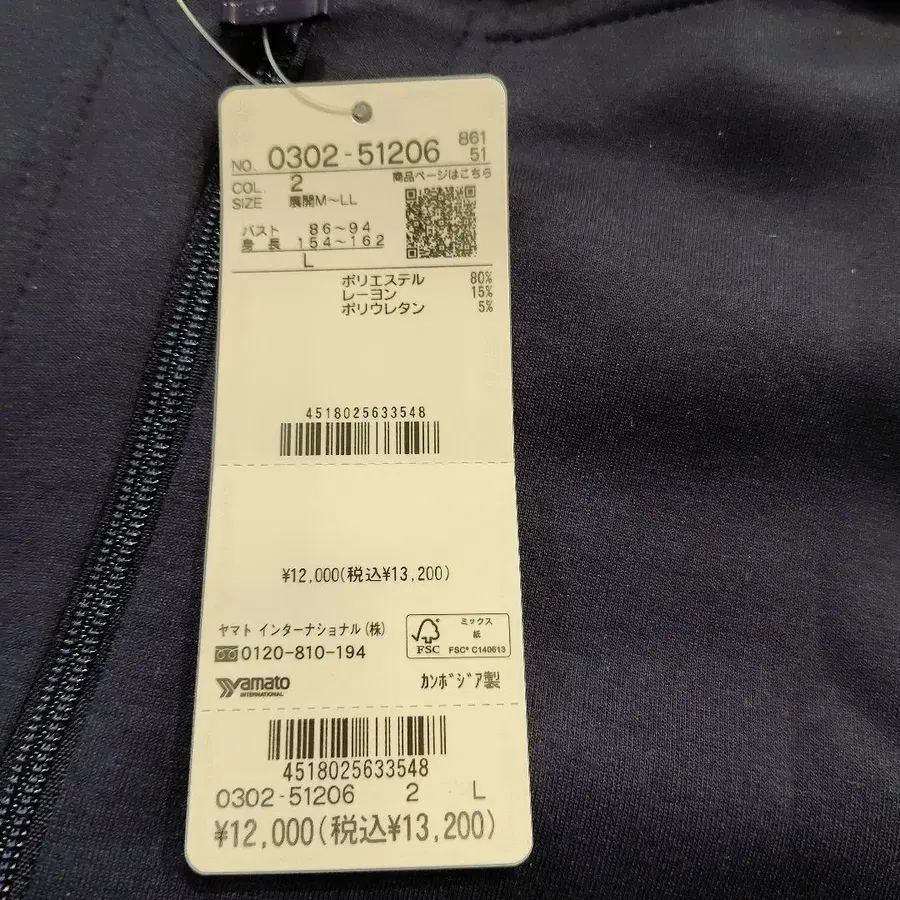 NO. 0302-51206 861
51
COL. 2 商品ページはこちら
SIZE 展開M～LL
バスト 86～94
身長 154～162
L
ポリエステル 80%
レーヨン 15%
ポリウレタン 5%
4518025633548
¥12,000(税込¥13,200)
ヤマト インターナショナル(株)
0120-810-194
Yamato
INTERNATIONAL
FSC
ミックス
紙
FSC® C140613
カンボジア製
4518025633548
0302-51206 2 L
¥12,000(税込¥13,200)